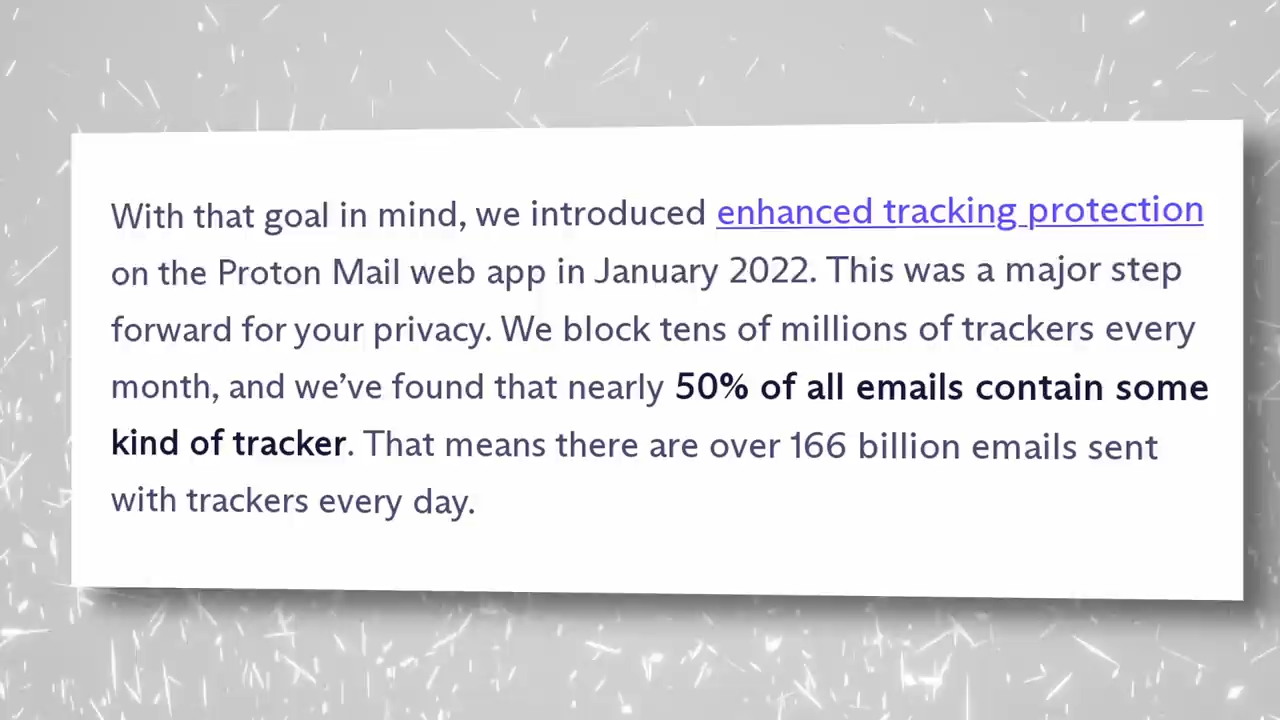 With that goal in mind, we introduced enhanced tracking protection
on the Proton Mail web app in January 2022. This was a major step
forward for your privacy. We block tens of millions of trackers every
month, and we’ve found that nearly 50% of all emails contain some
kind of tracker. That means there are over 166 billion emails sent
with trackers every day.